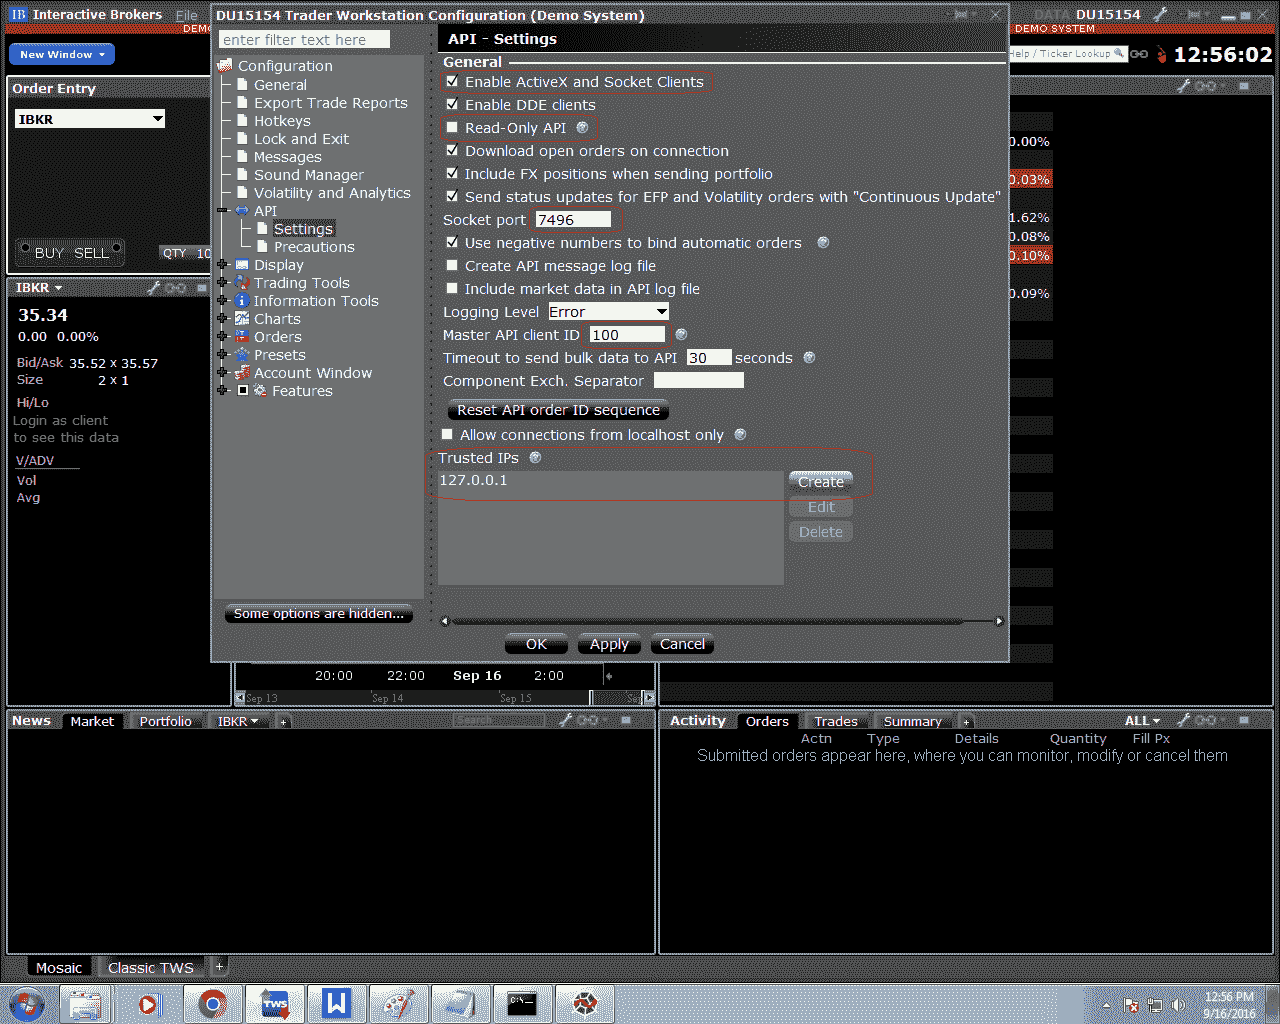 IB Interactive Brokers File
DU15154 Trader Workstation Configuration (Demo System)
DATA DU15154
DEMO
DEMO SYSTEM
enter filter text here
API - Settings
New Window
Help / Ticker Lookup
12:56:02
Order Entry
IBKR
BUY SELL QTY 10
IBKR
35.34
0.00 0.00%
Bid/Ask 35.52 x 35.57
Size 2 x 1
Hi/Lo
Login as client
to see this data
V/ADV
Vol
Avg
Configuration
General
Export Trade Reports
Hotkeys
Lock and Exit
Messages
Sound Manager
Volatility and Analytics
API
Settings
Precautions
Display
Trading Tools
Information Tools
Charts
Orders
Presets
Account Window
Features
Some options are hidden...
General
Enable ActiveX and Socket Clients
Enable DDE clients
Read-Only API
Download open orders on connection
Include FX positions when sending portfolio
Send status updates for EFP and Volatility orders with "Continuous Update"
Socket port 7496
Use negative numbers to bind automatic orders
Create API message log file
Include market data in API log file
Logging Level Error
Master API client ID 100
Timeout to send bulk data to API 30 seconds
Component Exch. Separator
Reset API order ID sequence
Allow connections from localhost only
Trusted IPs
127.0.0.1
Create
Edit
Delete
OK Apply Cancel
0.00%
0.03%
1.62%
0.08%
0.10%
0.09%
20:00 22:00 Sep 16 2:00
Sep 13 Sep 14 Sep 15 Sep
News Market Portfolio IBKR + Search
Activity Orders Trades Summary + ALL
Actn Type Details Quantity Fill Px
Submitted orders appear here, where you can monitor, modify or cancel them
Mosaic Classic TWS +
TWS
W
C:\
12:56 PM
9/16/2016